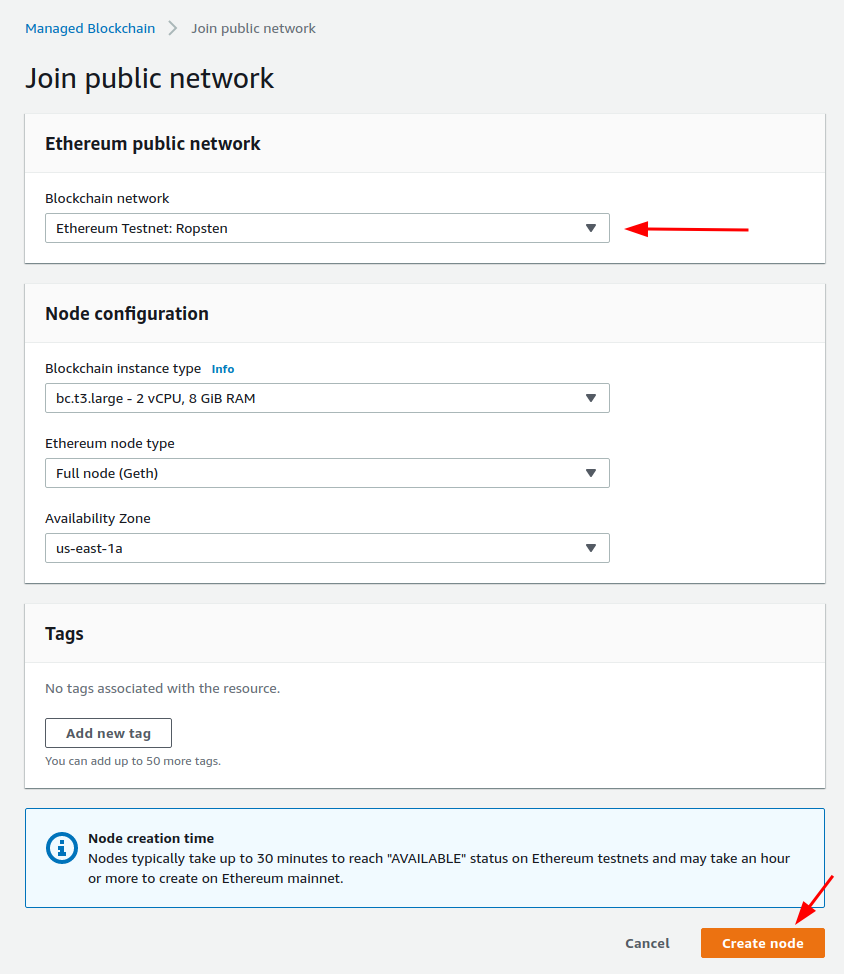 Managed Blockchain
Join public network
Join public network
Ethereum public network
Blockchain network
Ethereum Testnet: Ropsten
Node configuration
Blockchain instance type Info
bc.t3.large - 2 vCPU, 8 GiB RAM
Ethereum node type
Full node (Geth)
Availability Zone
us-east-1a
Tags
No tags associated with the resource.
Add new tag
You can add up to 50 more tags.
Node creation time
Nodes typically take up to 30 minutes to reach "AVAILABLE" status on Ethereum testnets and may take an hour
or more to create on Ethereum mainnet.
Cancel
Create node